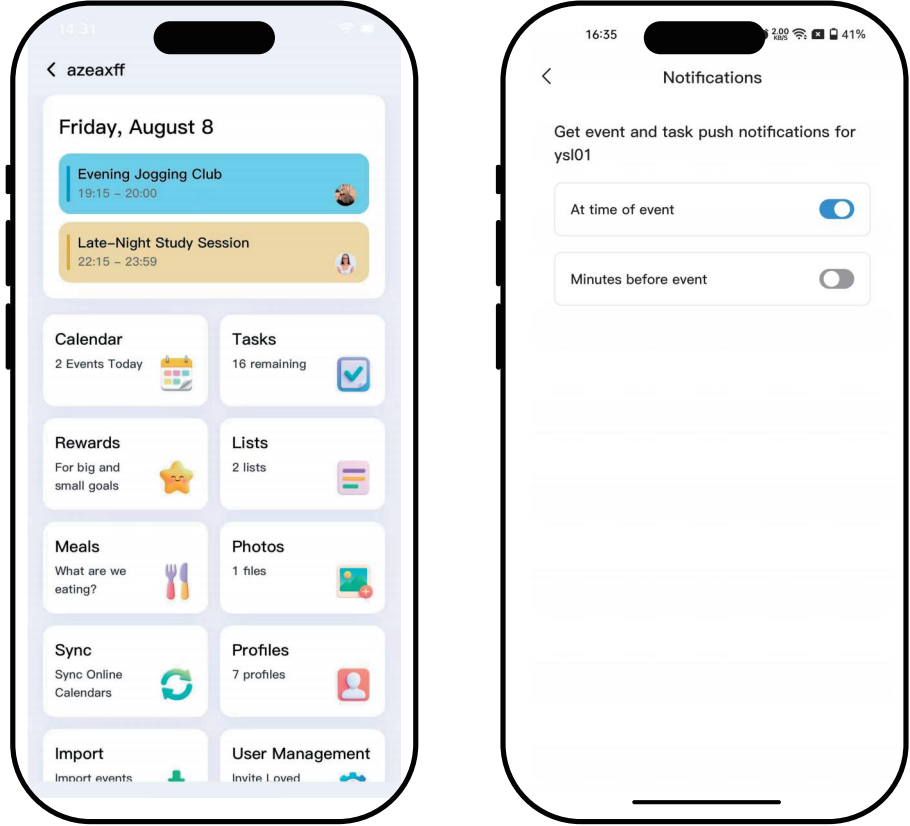 14:31
azeaxff
Friday, August 8
Evening Jogging Club
19:15 – 20:00
Late–Night Study Session
22:15 – 23:59
Calendar
2 Events Today
Tasks
16 remaining
Rewards
For big and
small goals
Lists
2 lists
Meals
What are we
eating?
Photos
1 files
Sync
Sync Online
Calendars
Profiles
7 profiles
Import
Import events
User Management
Invite Loved
16:35
2.00
KB/S
41%
Notifications
Get event and task push notifications for
ysl01
At time of event
Minutes before event